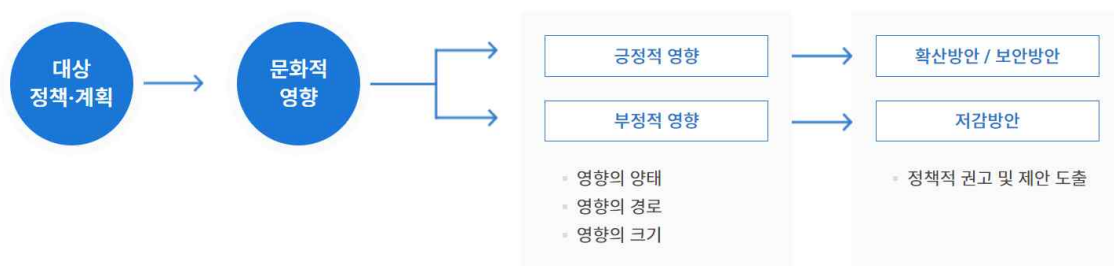 대상
정책·계획
문화적
영향
긍정적 영향
부정적 영향
영향의 양태
영향의 경로
영향의 크기
확산방안 / 보안방안
저감방안
정책적 권고 및 제안 도출